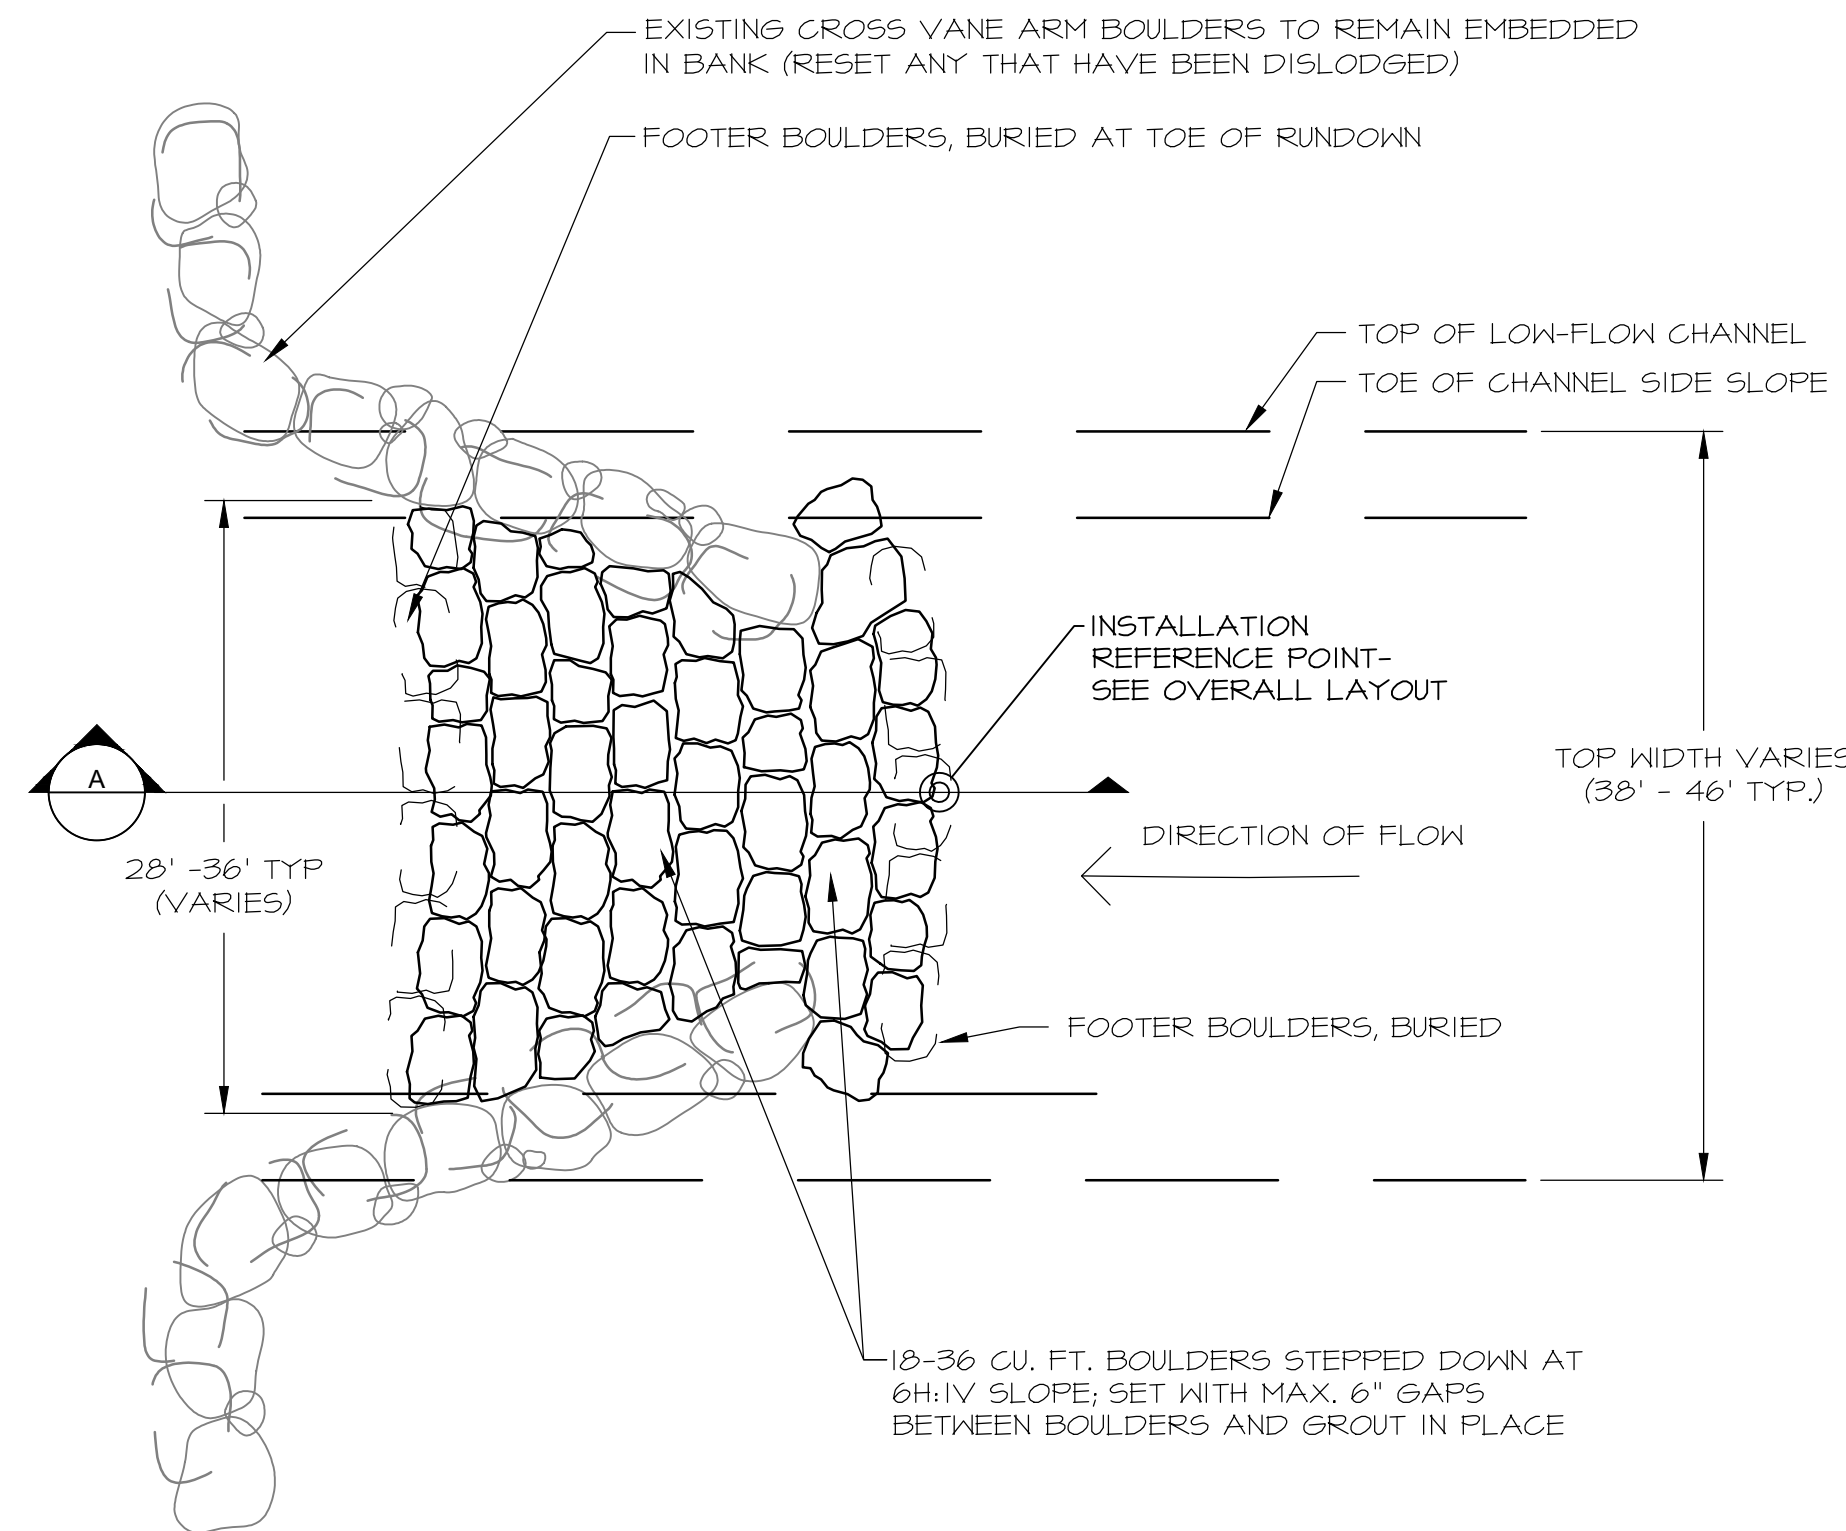 EXISTING CROSS VANE ARM BOULDERS TO REMAIN EMBEDDED
IN BANK (RESET ANY THAT HAVE BEEN DISLODGED)
FOOTER BOULDERS, BURIED AT TOE OF RUNDOWN
TOP OF LOW-FLOW CHANNEL
TOE OF CHANNEL SIDE SLOPE
INSTALLATION
REFERENCE POINT-
SEE OVERALL LAYOUT
A
TOP WIDTH VARIES
(38' - 46' TYP.)
DIRECTION OF FLOW
28' -36' TYP
(VARIES)
FOOTER BOULDERS, BURIED
18-36 CU. FT. BOULDERS STEPPED DOWN AT
6H:1V SLOPE; SET WITH MAX. 6" GAPS
BETWEEN BOULDERS AND GROUT IN PLACE